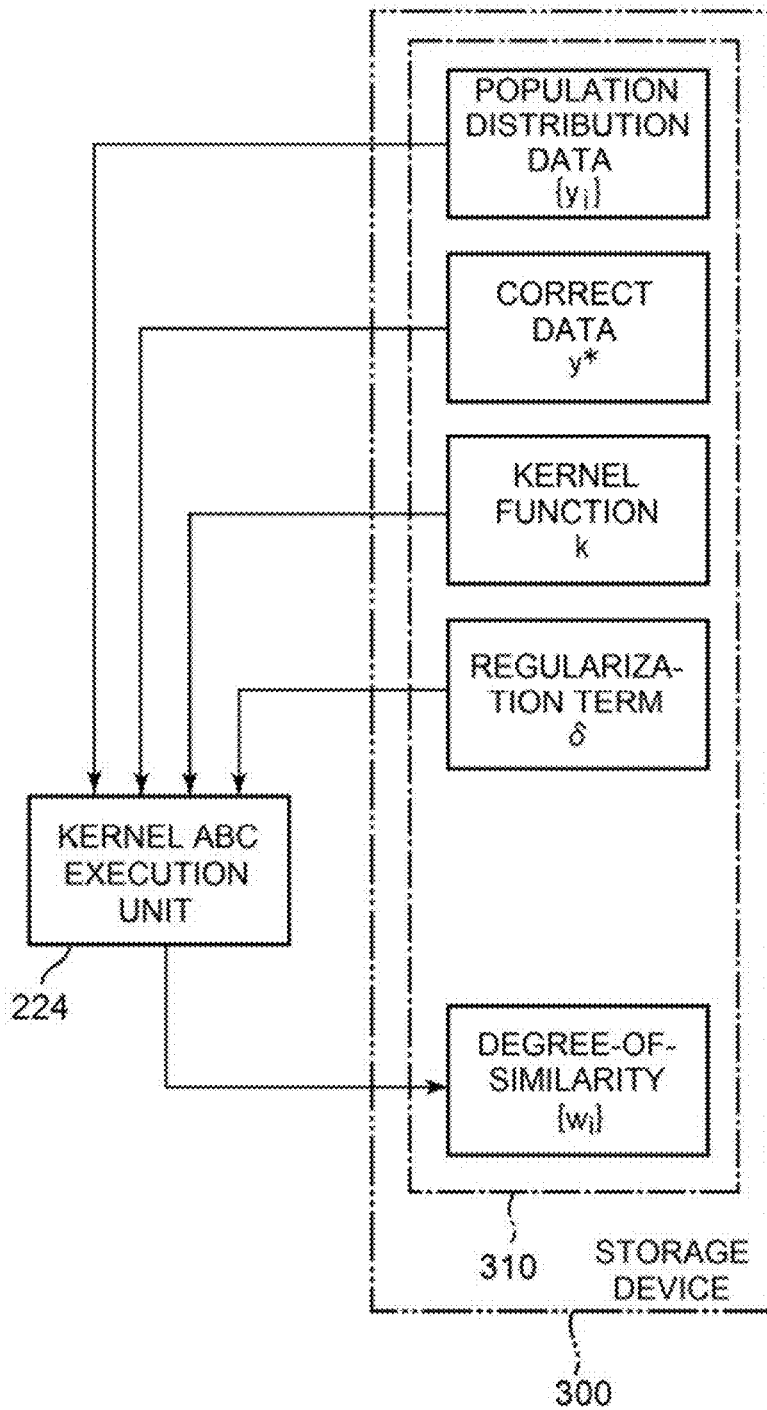 POPULATION
DISTRIBUTION
DATA
{yi}
CORRECT
DATA
y*
KERNEL
FUNCTION
k
REGULARIZA-
TION TERM
δ
KERNEL ABC
EXECUTION
UNIT
224
DEGREE-OF-
SIMILARITY
{wi}
310
STORAGE
DEVICE
300